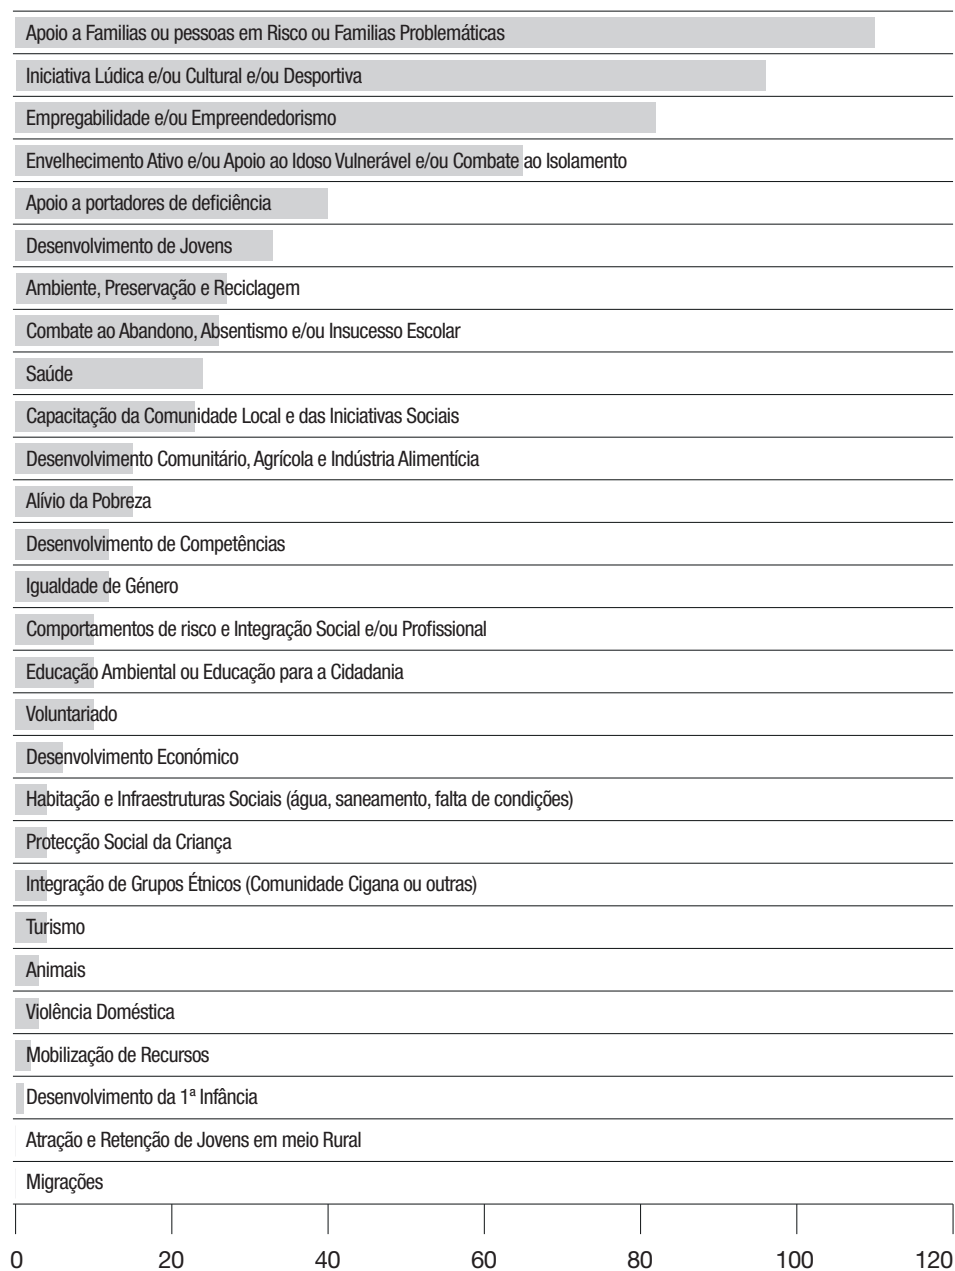 Apoio a Familias ou pessoas em Risco ou Familias Problemáticas
Iniciativa Lúdica e/ou Cultural e/ou Desportiva
Empregabilidade e/ou Empreendedorismo
Envelhecimento Ativo e/ou Apoio ao Idoso Vulnerável e/ou Combate ao Isolamento
Apoio a portadores de deficiência
Desenvolvimento de Jovens
Ambiente, Preservação e Reciclagem
Combate ao Abandono, Absentismo e/ou Insucesso Escolar
Saúde
Capacitação da Comunidade Local e das Iniciativas Sociais
Desenvolvimento Comunitário, Agrícola e Indústria Alimentícia
Alívio da Pobreza
Desenvolvimento de Competências
Igualdade de Género
Comportamentos de risco e Integração Social e/ou Profissional
Educação Ambiental ou Educação para a Cidadania
Voluntariado
Desenvolvimento Económico
Habitação e Infraestruturas Sociais (água, saneamento, falta de condições)
Protecção Social da Criança
Integração de Grupos Étnicos (Comunidade Cigana ou outras)
Turismo
Animais
Violência Doméstica
Mobilização de Recursos
Desenvolvimento da 1ª Infância
Atração e Retenção de Jovens em meio Rural
Migrações
0 20 40 60 80 100 120